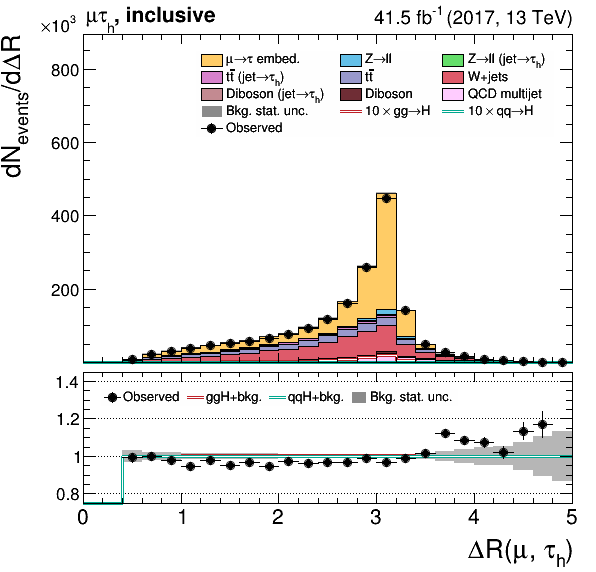 ×10³ μτₕ, inclusive 41.5 fb⁻¹ (2017, 13 TeV)
dN_events/dΔR
800
600
400
200
μ→τ embed. Z→ll Z→ll (jet→τₕ)
tt̄ (jet→τₕ) tt̄ W+jets
Diboson (jet→τₕ) Diboson QCD multijet
Bkg. stat. unc. 10 × gg→H 10 × qq→H
Observed
1.4
1.2
1
0.8
Observed ggH+bkg. qqH+bkg. Bkg. stat. unc.
0 1 2 3 4 5
ΔR(μ, τₕ)